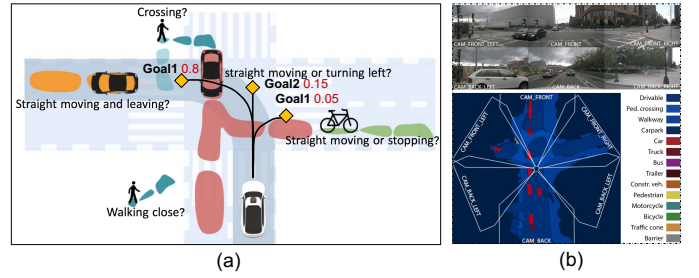 Crossing?
Goal1 0.8
straight moving or turning left?
Goal2 0.15
Goal1 0.05
Straight moving and leaving?
Straight moving or stopping?
Walking close?
(a)
CAM_FRONT_LEFT
CAM_FRONT
CAM_FRONT_RIGHT
CAM_BACK_LEFT
CAM_BACK
CAM_BACK_RIGHT
CAM_FRONT
CAM_FRONT_LEFT
CAM_FRONT_RIGHT
CAM_BACK_LEFT
CAM_BACK_LEFT
CAM_BACK
Drivable
Ped. crossing
Walkway
Carpark
Car
Truck
Bus
Trailer
Constr. veh.
Pedestrian
Motorcycle
Bicycle
Traffic cone
Barrier
(b)